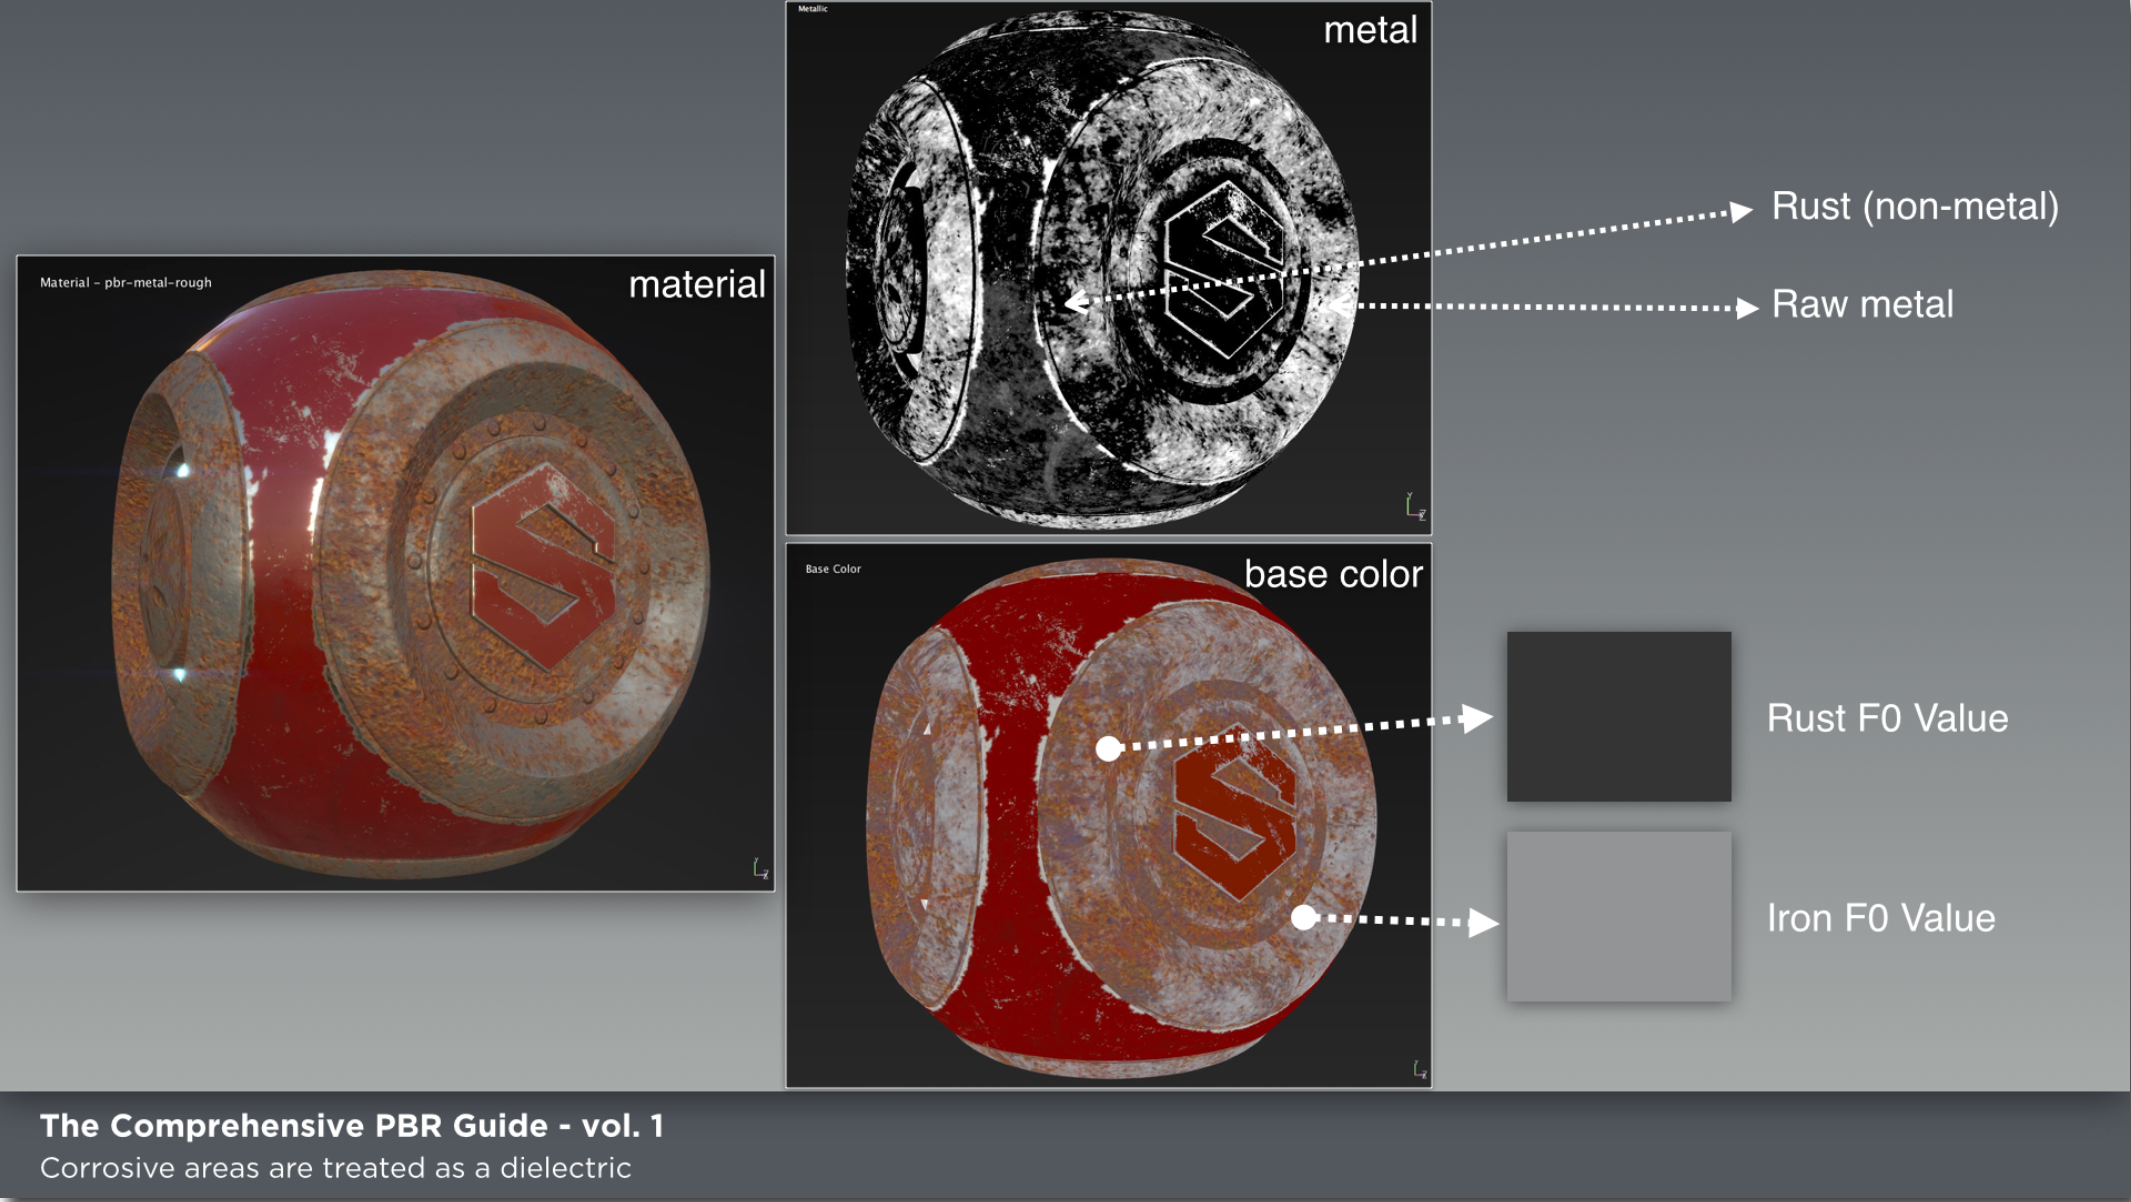 Metallic
metal
Rust (non-metal)
Raw metal
Material - pbr-metal-rough
material
Base Color
base color
Rust F0 Value
Iron F0 Value
The Comprehensive PBR Guide - vol. 1
Corrosive areas are treated as a dielectric